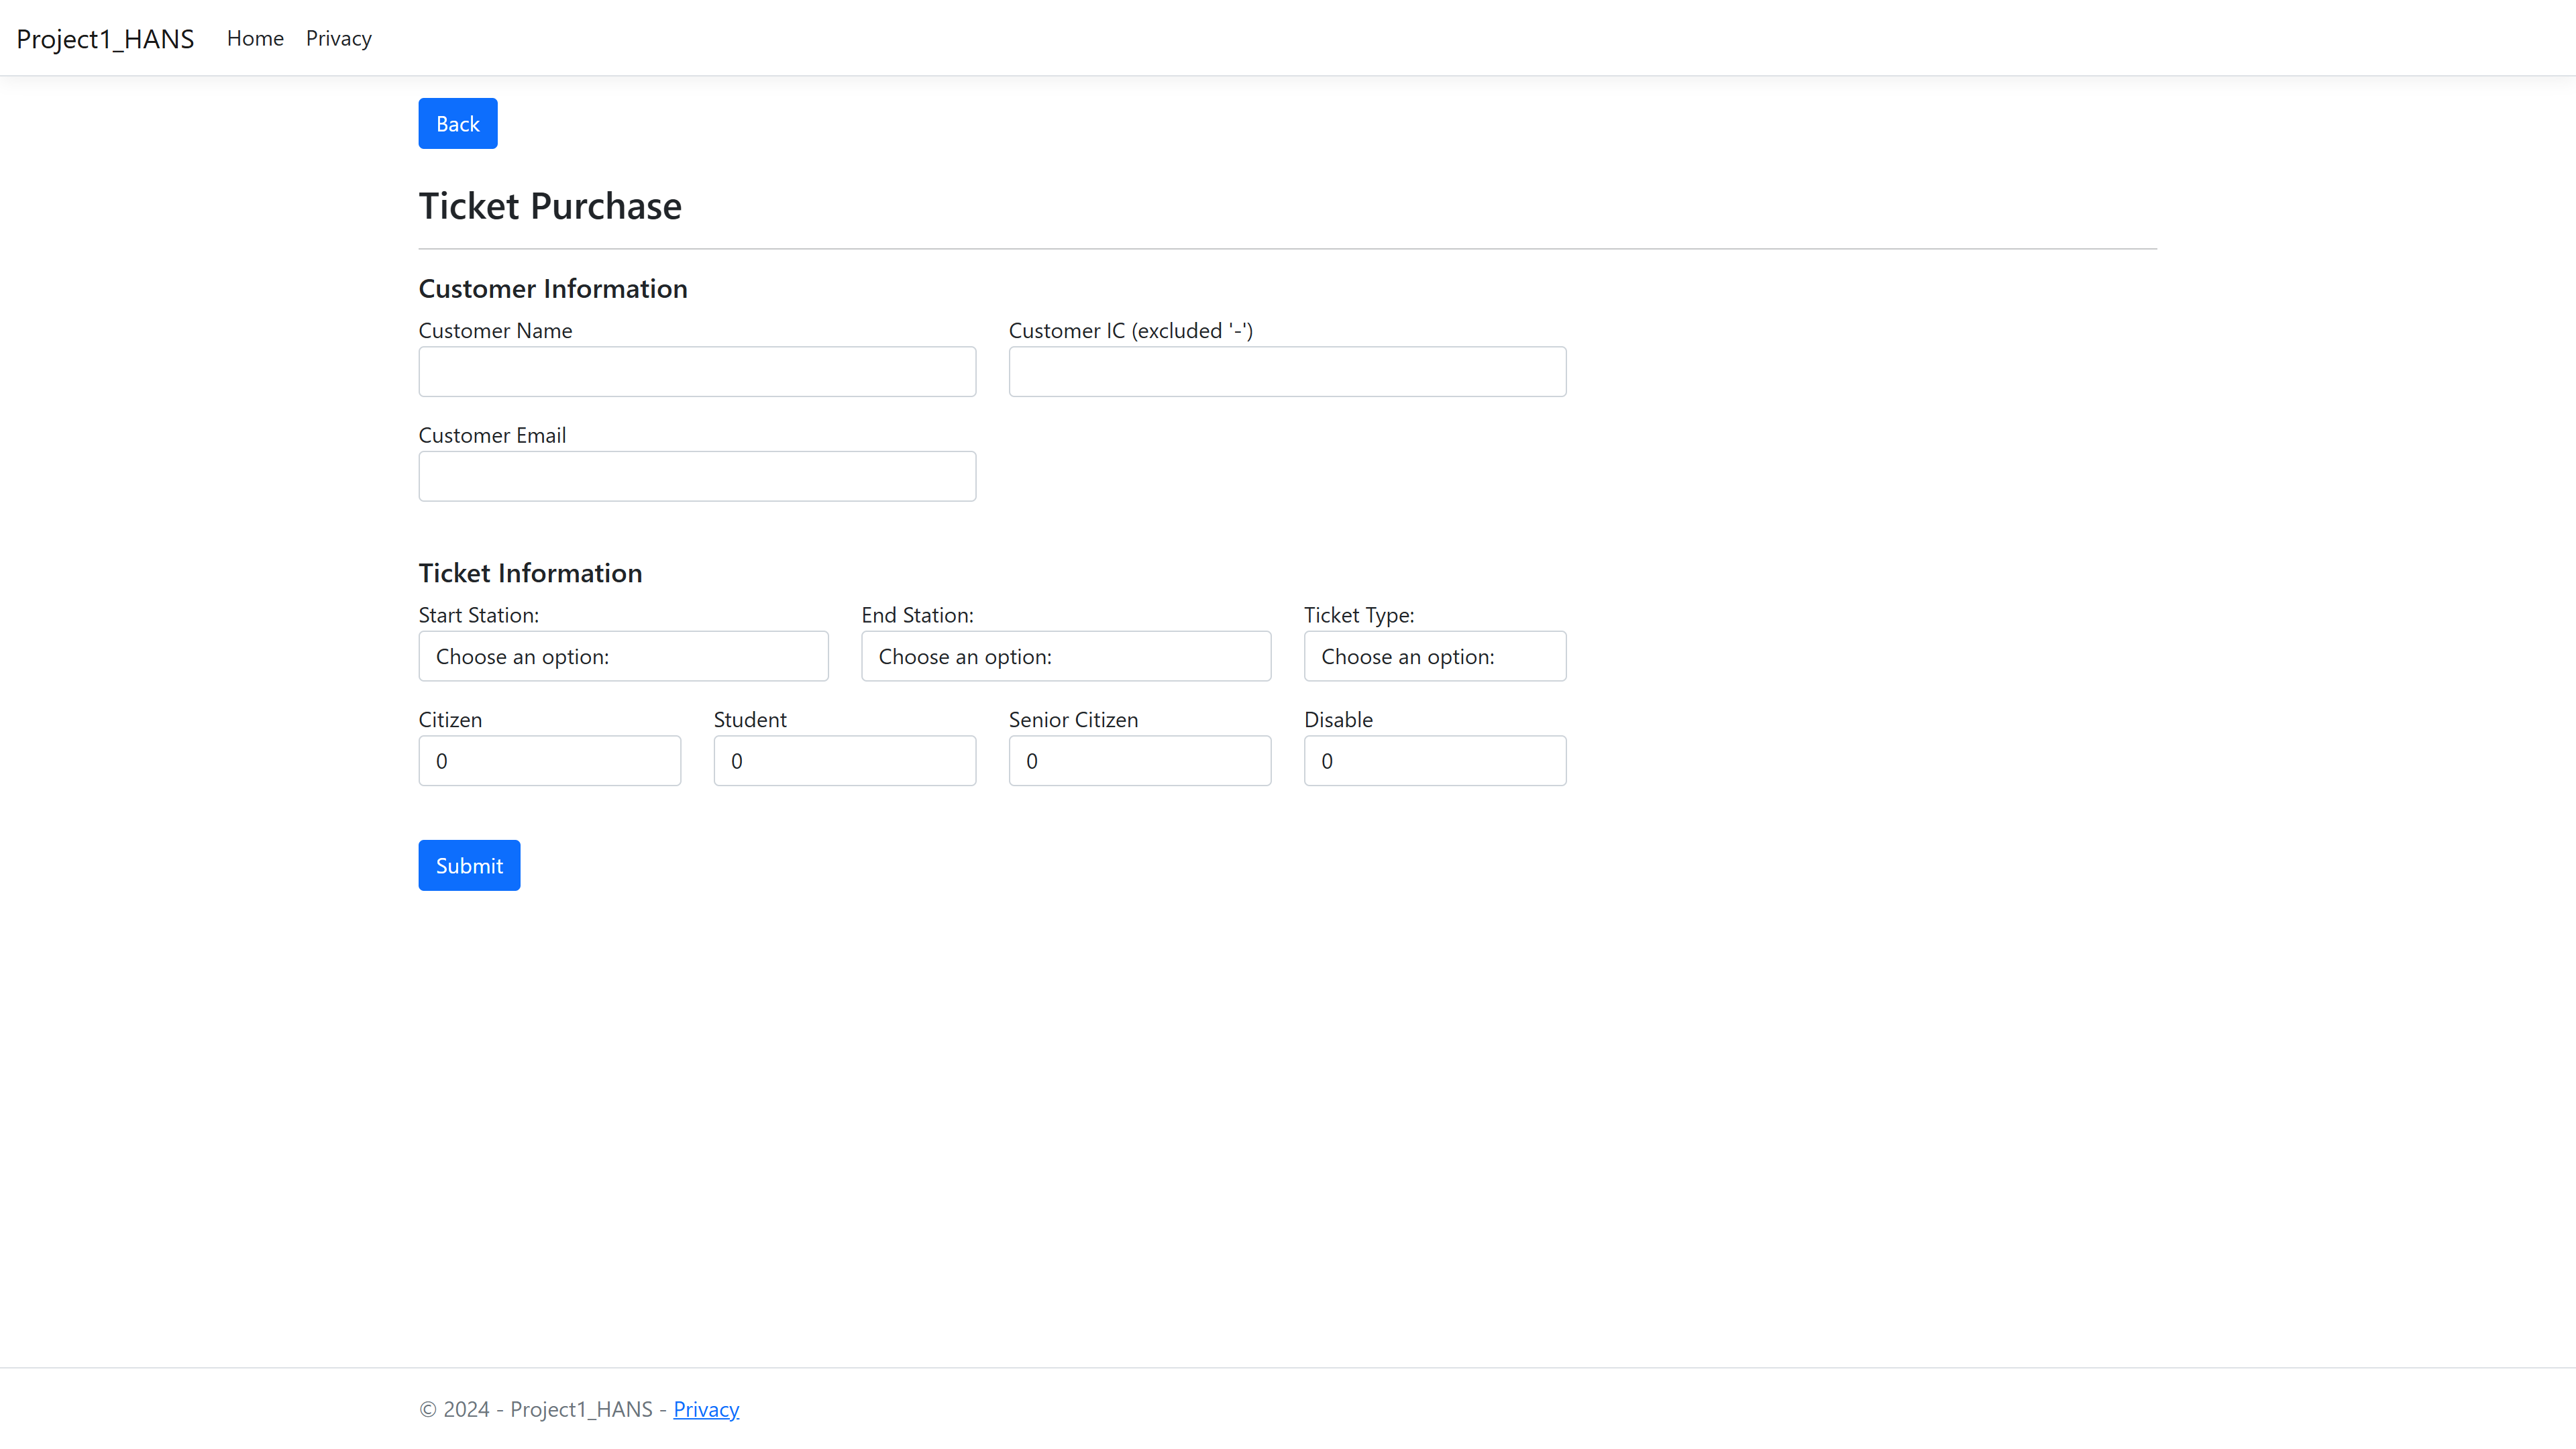 Project1_HANS Home Privacy
Back
Ticket Purchase
Customer Information
Customer Name Customer IC (excluded '-')
Customer Email
Ticket Information
Start Station: End Station: Ticket Type:
Choose an option: Choose an option: Choose an option:
Citizen Student Senior Citizen Disable
0 0 0 0
Submit
© 2024 - Project1_HANS - Privacy